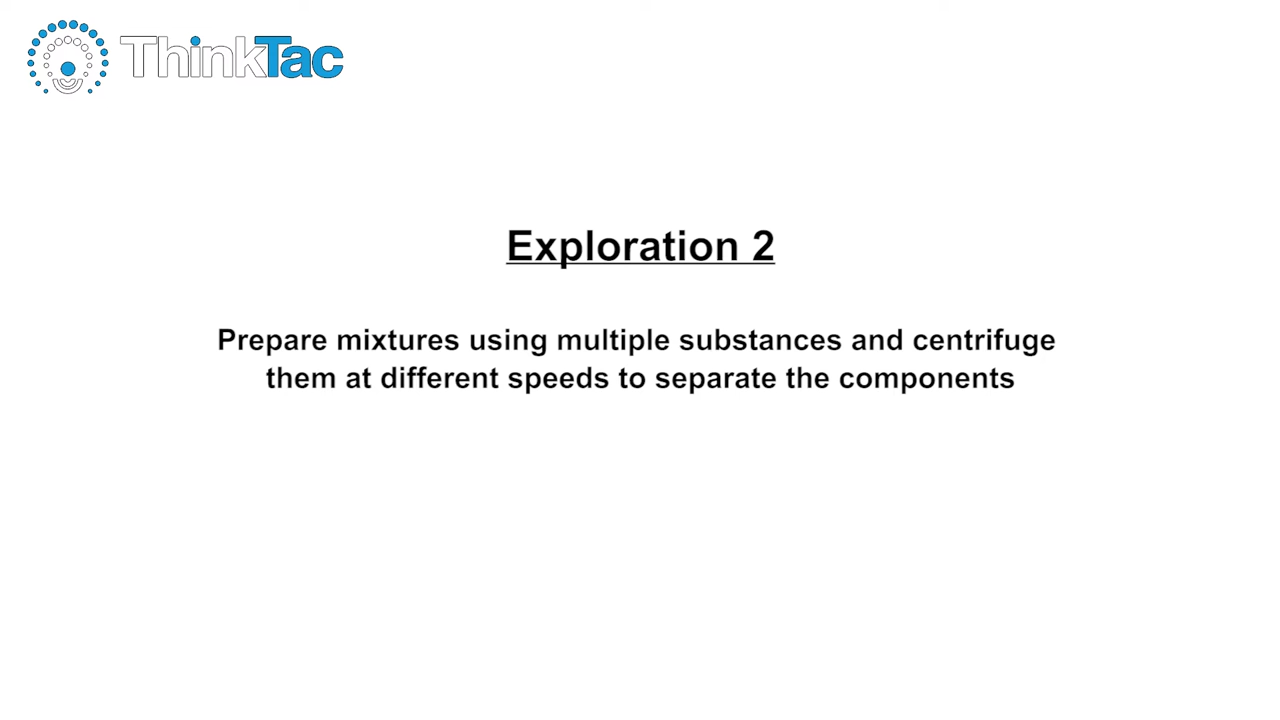 ThinkTac
Exploration 2
Prepare mixtures using multiple substances and centrifuge
them at different speeds to separate the components